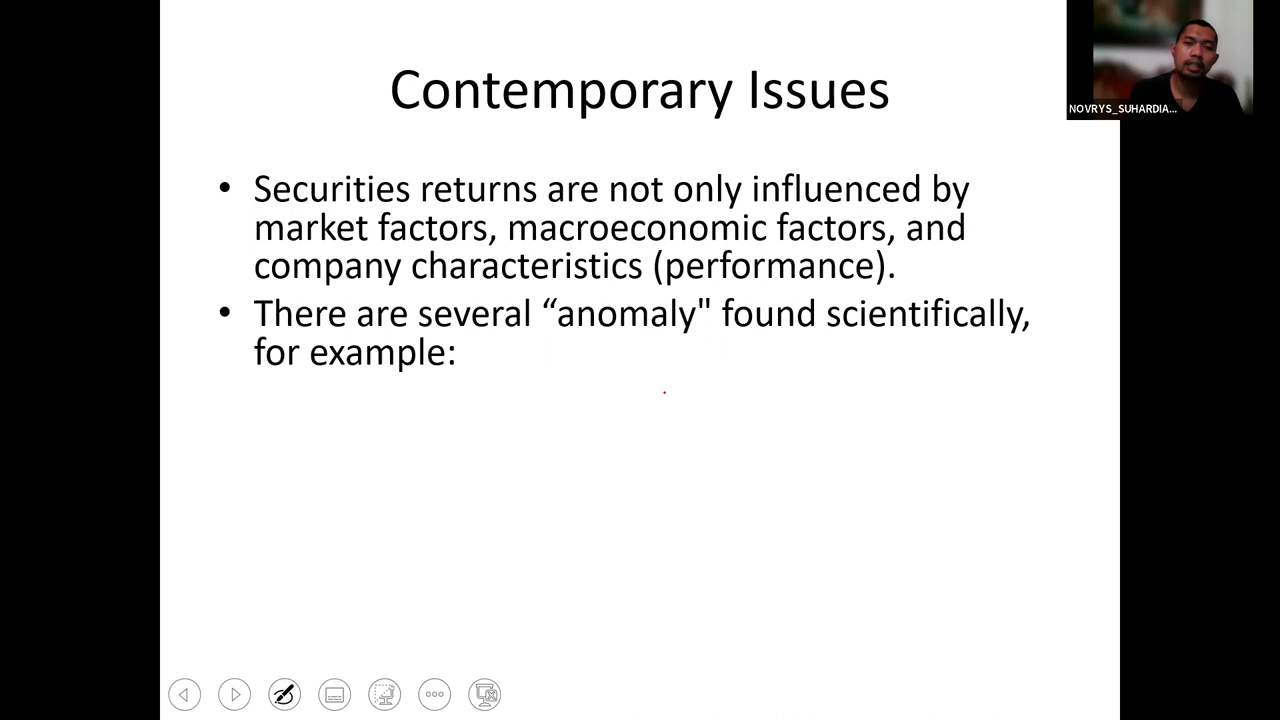 Contemporary Issues
NOVRYS_SUHARDIA...
• Securities returns are not only influenced by
market factors, macroeconomic factors, and
company characteristics (performance).
• There are several “anomaly" found scientifically,
for example: